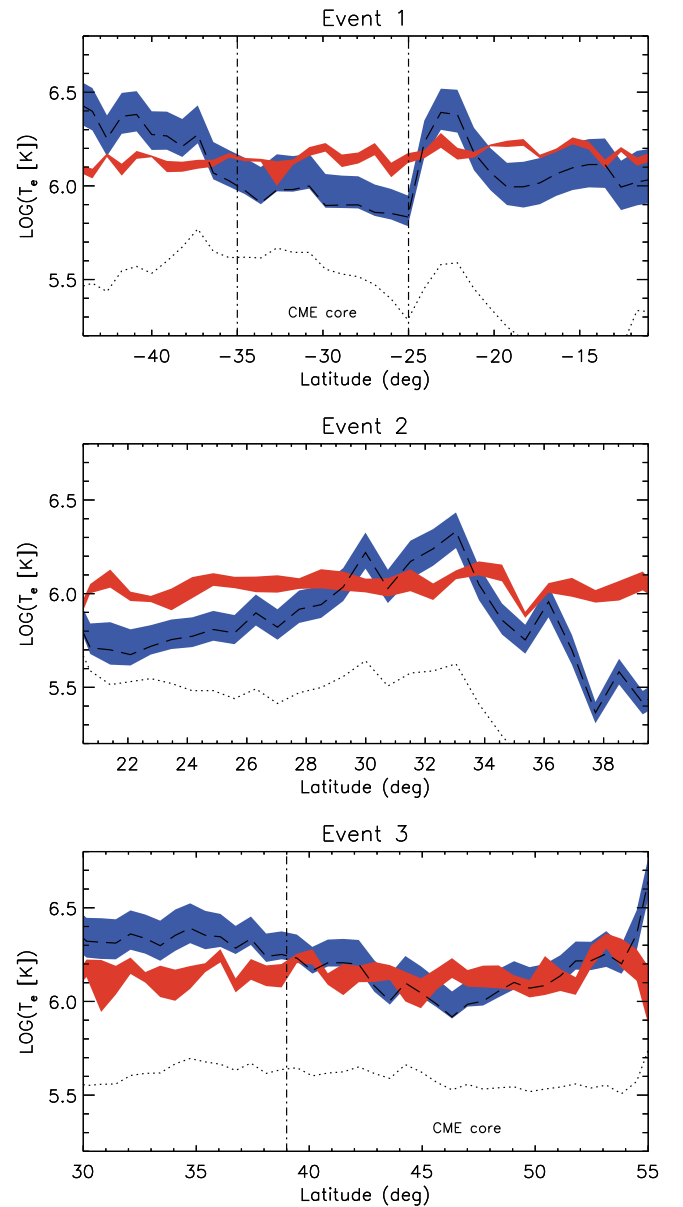 Event 1
LOG(Te [K])
6.5
6.0
5.5
CME core
−40 −35 −30 −25 −20 −15
Latitude (deg)
Event 2
LOG(Te [K])
6.5
6.0
5.5
22 24 26 28 30 32 34 36 38
Latitude (deg)
Event 3
LOG(Te [K])
6.5
6.0
5.5
CME core
30 35 40 45 50 55
Latitude (deg)